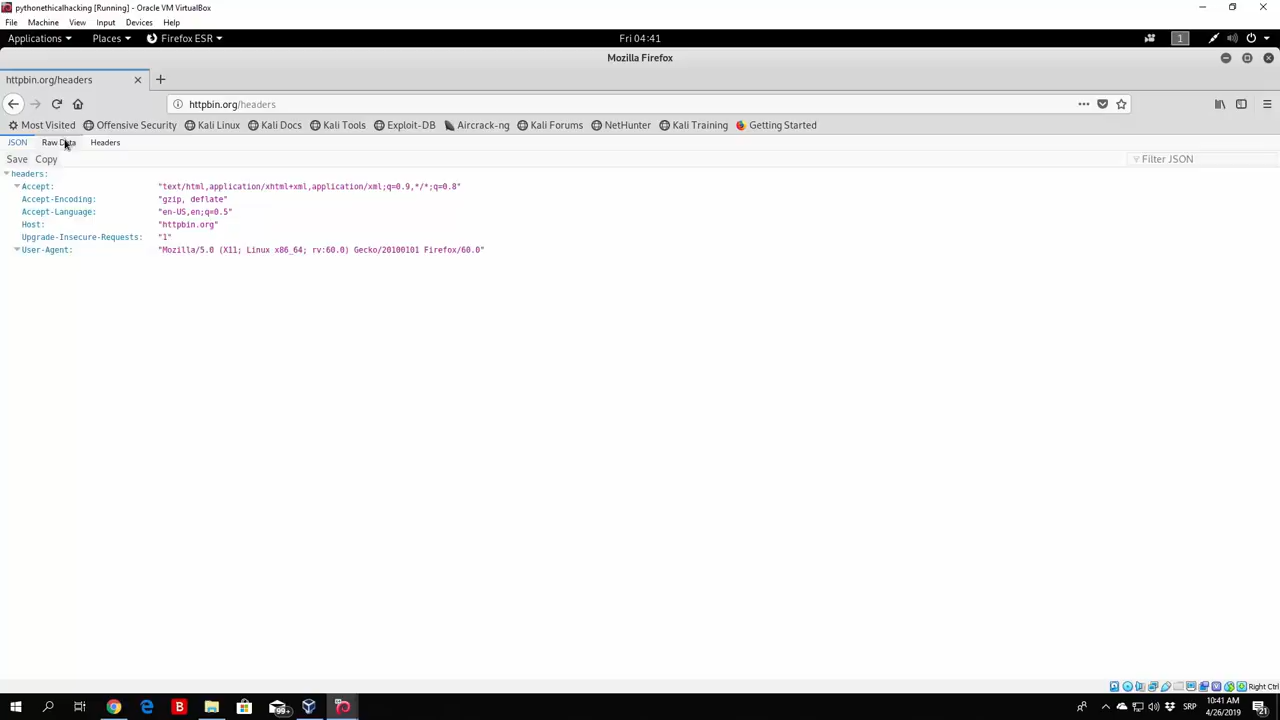 pythonethicalhacking [Running] - Oracle VM VirtualBox
File Machine View Input Devices Help
Applications Places Firefox ESR Fri 04:41 1
Mozilla Firefox
httpbin.org/headers
httpbin.org/headers
Most Visited Offensive Security Kali Linux Kali Docs Kali Tools Exploit-DB Aircrack-ng Kali Forums NetHunter Kali Training Getting Started
JSON Raw Data Headers
Save Copy Filter JSON
headers:
Accept: "text/html,application/xhtml+xml,application/xml;q=0.9,*/*;q=0.8"
Accept-Encoding: "gzip, deflate"
Accept-Language: "en-US,en;q=0.5"
Host: "httpbin.org"
Upgrade-Insecure-Requests: "1"
User-Agent: "Mozilla/5.0 (X11; Linux x86_64; rv:60.0) Gecko/20100101 Firefox/60.0"
Right Ctrl
B 99+ SRP 10:41 AM
4/26/2019 21